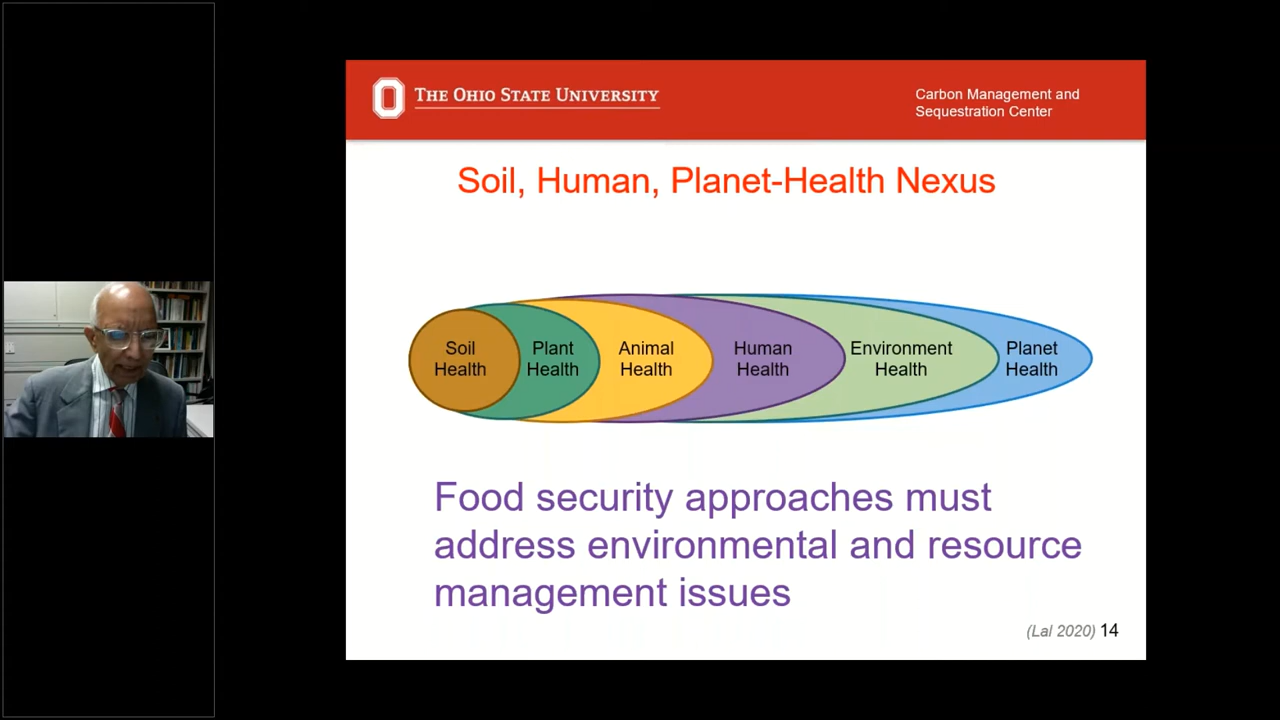 THE OHIO STATE UNIVERSITY
Carbon Management and
Sequestration Center
Soil, Human, Planet-Health Nexus
Soil
Health
Plant
Health
Animal
Health
Human
Health
Environment
Health
Planet
Health
Food security approaches must
address environmental and resource
management issues
(Lal 2020) 14